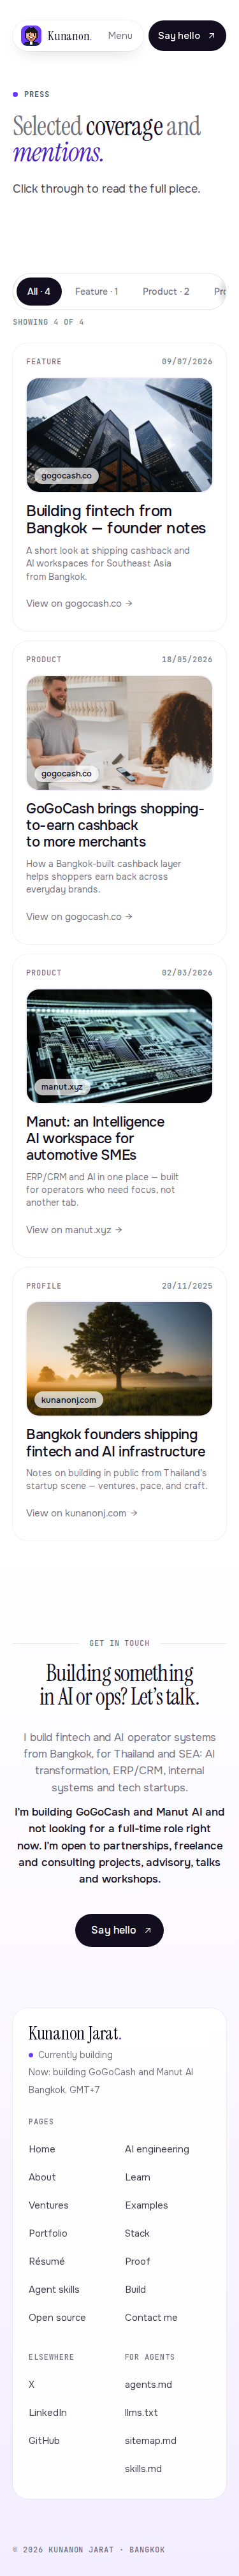 Kunanon.
Menu
Say hello ↗
PRESS
Selected coverage and
mentions.
Click through to read the full piece.
All · 4
Feature · 1
Product · 2
SHOWING 4 OF 4
FEATURE
09/07/2026
gogocash.co
Building fintech from
Bangkok — founder notes
A short look at shipping cashback and
AI workspaces for Southeast Asia
from Bangkok.
View on gogocash.co →
PRODUCT
18/05/2026
gogocash.co
GoGoCash brings shopping-
to-earn cashback
to more merchants
How a Bangkok-built cashback layer
helps shoppers earn back across
everyday brands.
View on gogocash.co →
PRODUCT
02/03/2026
manut.xyz
Manut: an Intelligence
AI workspace for
automotive SMEs
ERP/CRM and AI in one place — built
for operators who need focus, not
another tab.
View on manut.xyz →
PROFILE
20/11/2025
kunanonj.com
Bangkok founders shipping
fintech and AI infrastructure
Notes on building in public from Thailand's
startup scene — ventures, pace, and craft.
View on kunanonj.com →
GET IN TOUCH
Building something
in AI or ops? Let's talk.
I build fintech and AI operator systems
from Bangkok, for Thailand and SEA: AI
transformation, ERP/CRM, internal
systems and tech startups.
I'm building GoGoCash and Manut AI and
not looking for a full-time role right
now. I'm open to partnerships, freelance
and consulting projects, advisory, talks
and workshops.
Say hello ↗
Kunanon Jarat.
Currently building
Now: building GoGoCash and Manut AI
Bangkok, GMT+7
PAGES
Home
AI engineering
About
Learn
Ventures
Examples
Portfolio
Stack
Résumé
Proof
Agent skills
Build
Open source
Contact me
ELSEWHERE
FOR AGENTS
X
agents.md
LinkedIn
llms.txt
GitHub
sitemap.md
skills.md
© 2026 KUNANON JARAT · BANGKOK